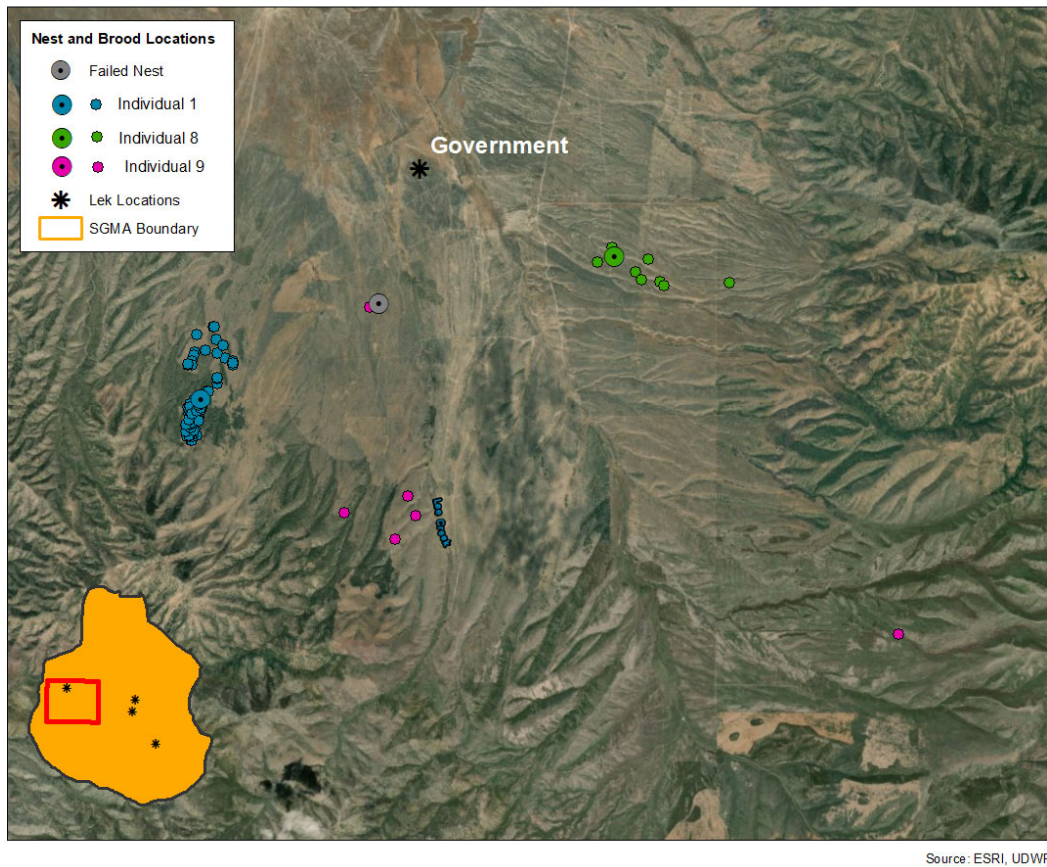 Nest and Brood Locations
Failed Nest
Individual 1
Individual 8
Individual 9
Lek Locations
SGMA Boundary
Government
Source: ESRI, UDWR